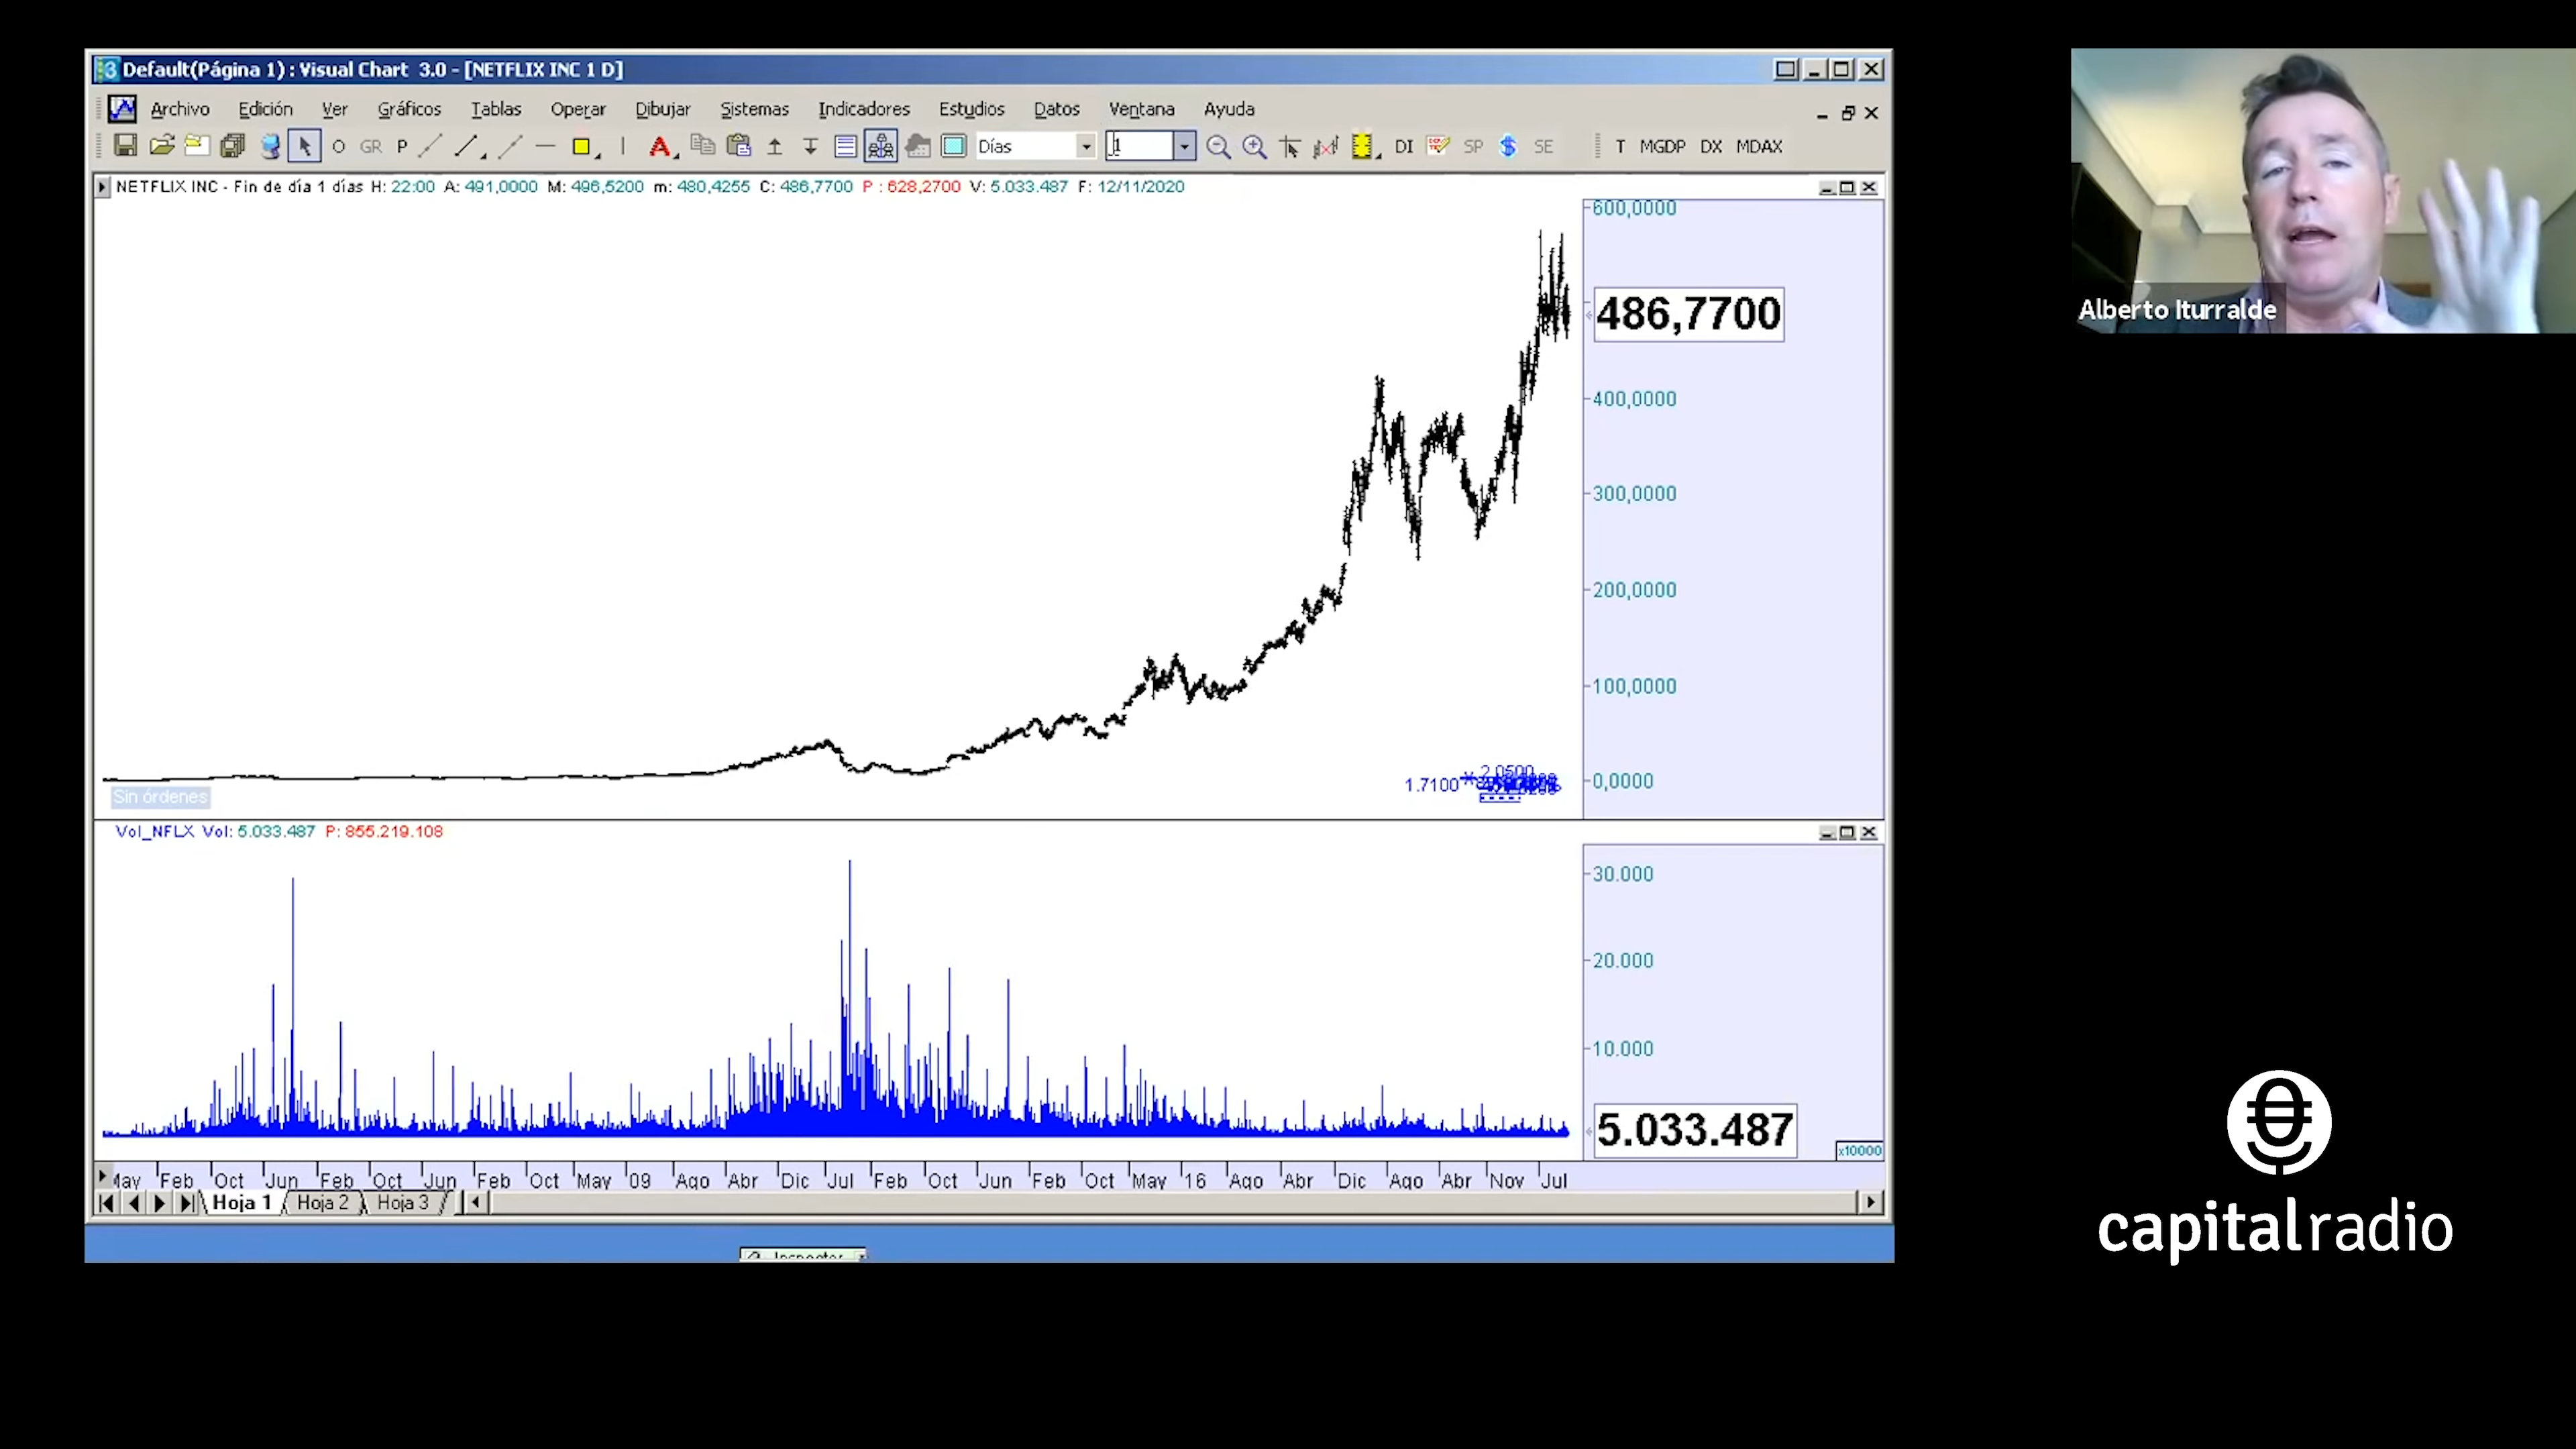 Default(Página 1) : Visual Chart 3.0 - [NETFLIX INC 1 D]
Archivo Edición Ver Gráficos Tablas Operar Dibujar Sistemas Indicadores Estudios Datos Ventana Ayuda
O GR P A Días 1 DI SP $ SE T MGDP DX MDAX
NETFLIX INC - Fin de día 1 días H: 22:00 A: 491,0000 M: 496,5200 m: 480,4255 C: 486,7700 P : 628,2700 V: 5.033.487 F: 12/11/2020
600,0000
486,7700
400,0000
300,0000
200,0000
100,0000
2.0500
1.7100
0,0000
Sin órdenes
Vol_NFLX Vol: 5.033.487 P: 855.219.108
30.000
20.000
10.000
5.033.487
x10000
May Feb Oct Jun Feb Oct Jun Feb Oct May 09 Ago Abr Dic Jul Feb Oct Jun Feb Oct May 16 Ago Abr Dic Ago Abr Nov Jul
Hoja 1 Hoja 2 Hoja 3
Inspector
Alberto Iturralde
capitalradio